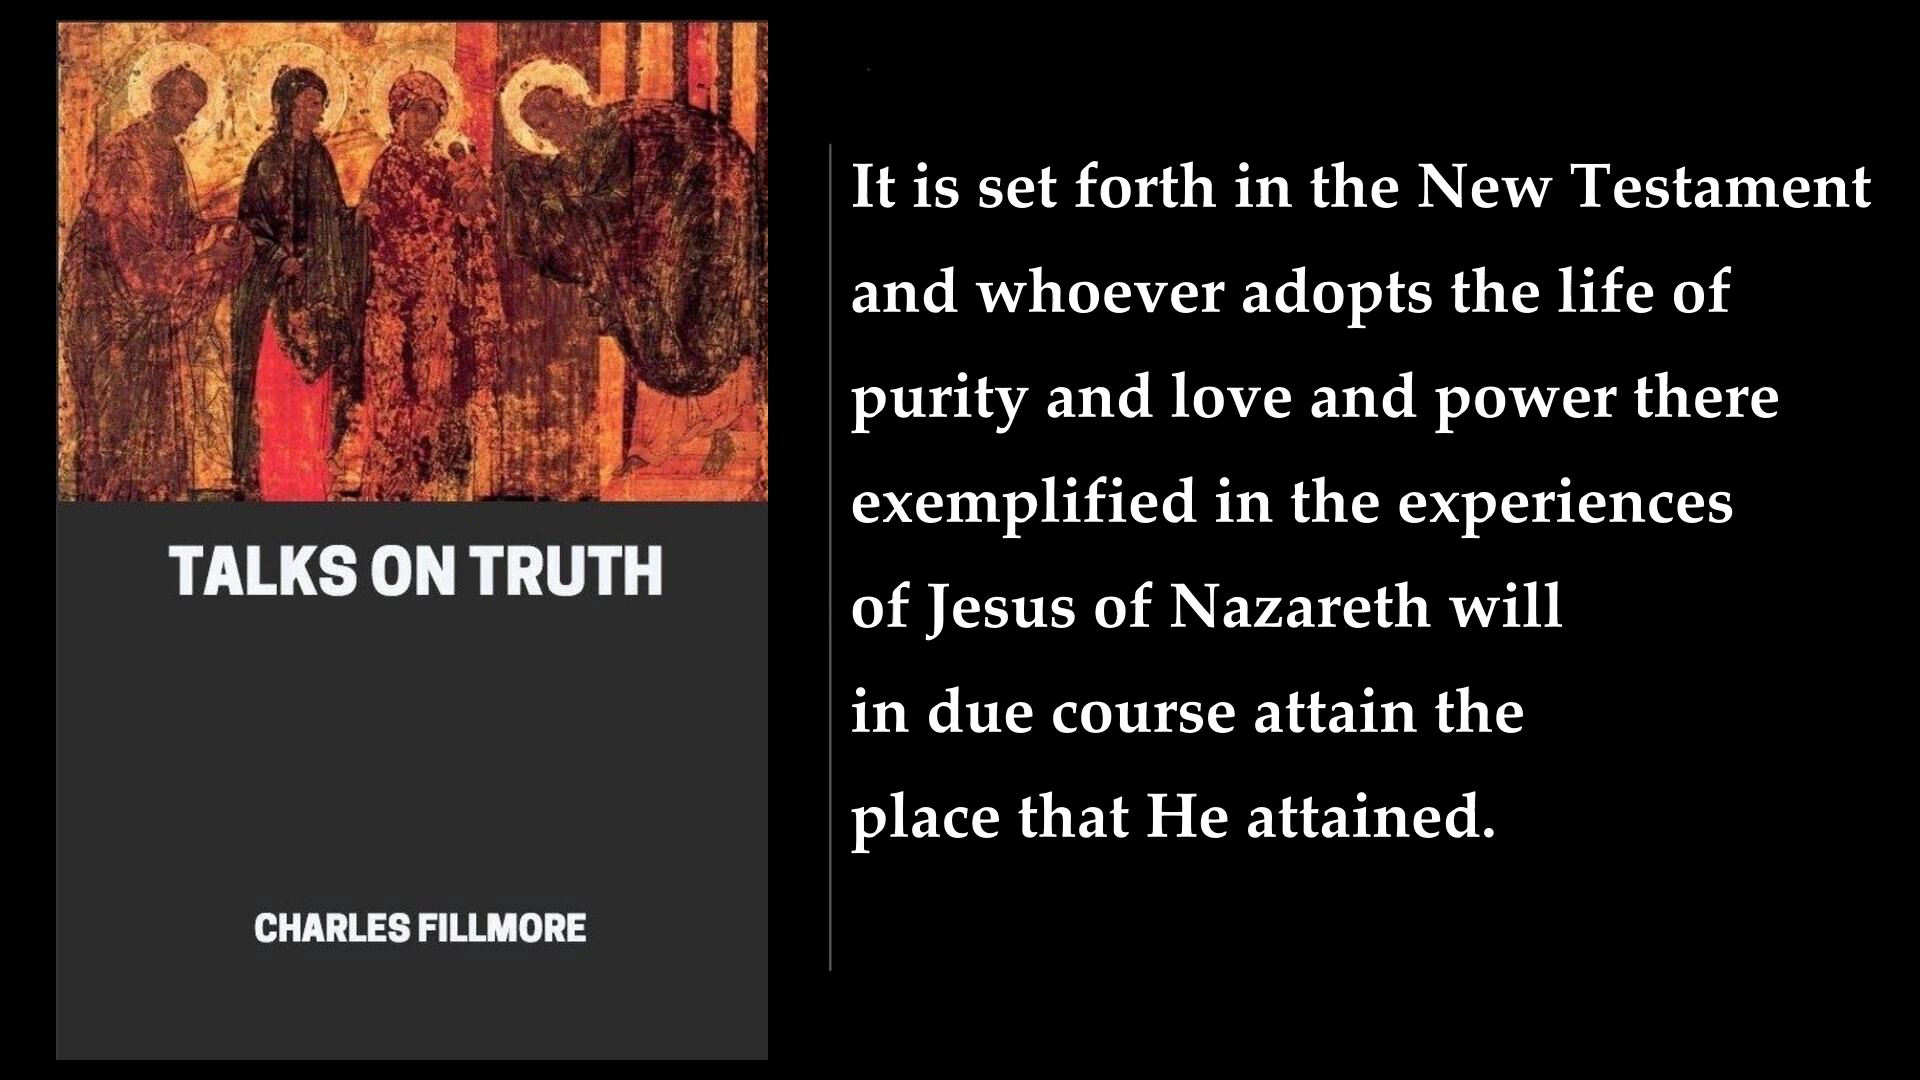 TALKS ON TRUTH
CHARLES FILLMORE
It is set forth in the New Testament
and whoever adopts the life of
purity and love and power there
exemplified in the experiences
of Jesus of Nazareth will
in due course attain the
place that He attained.